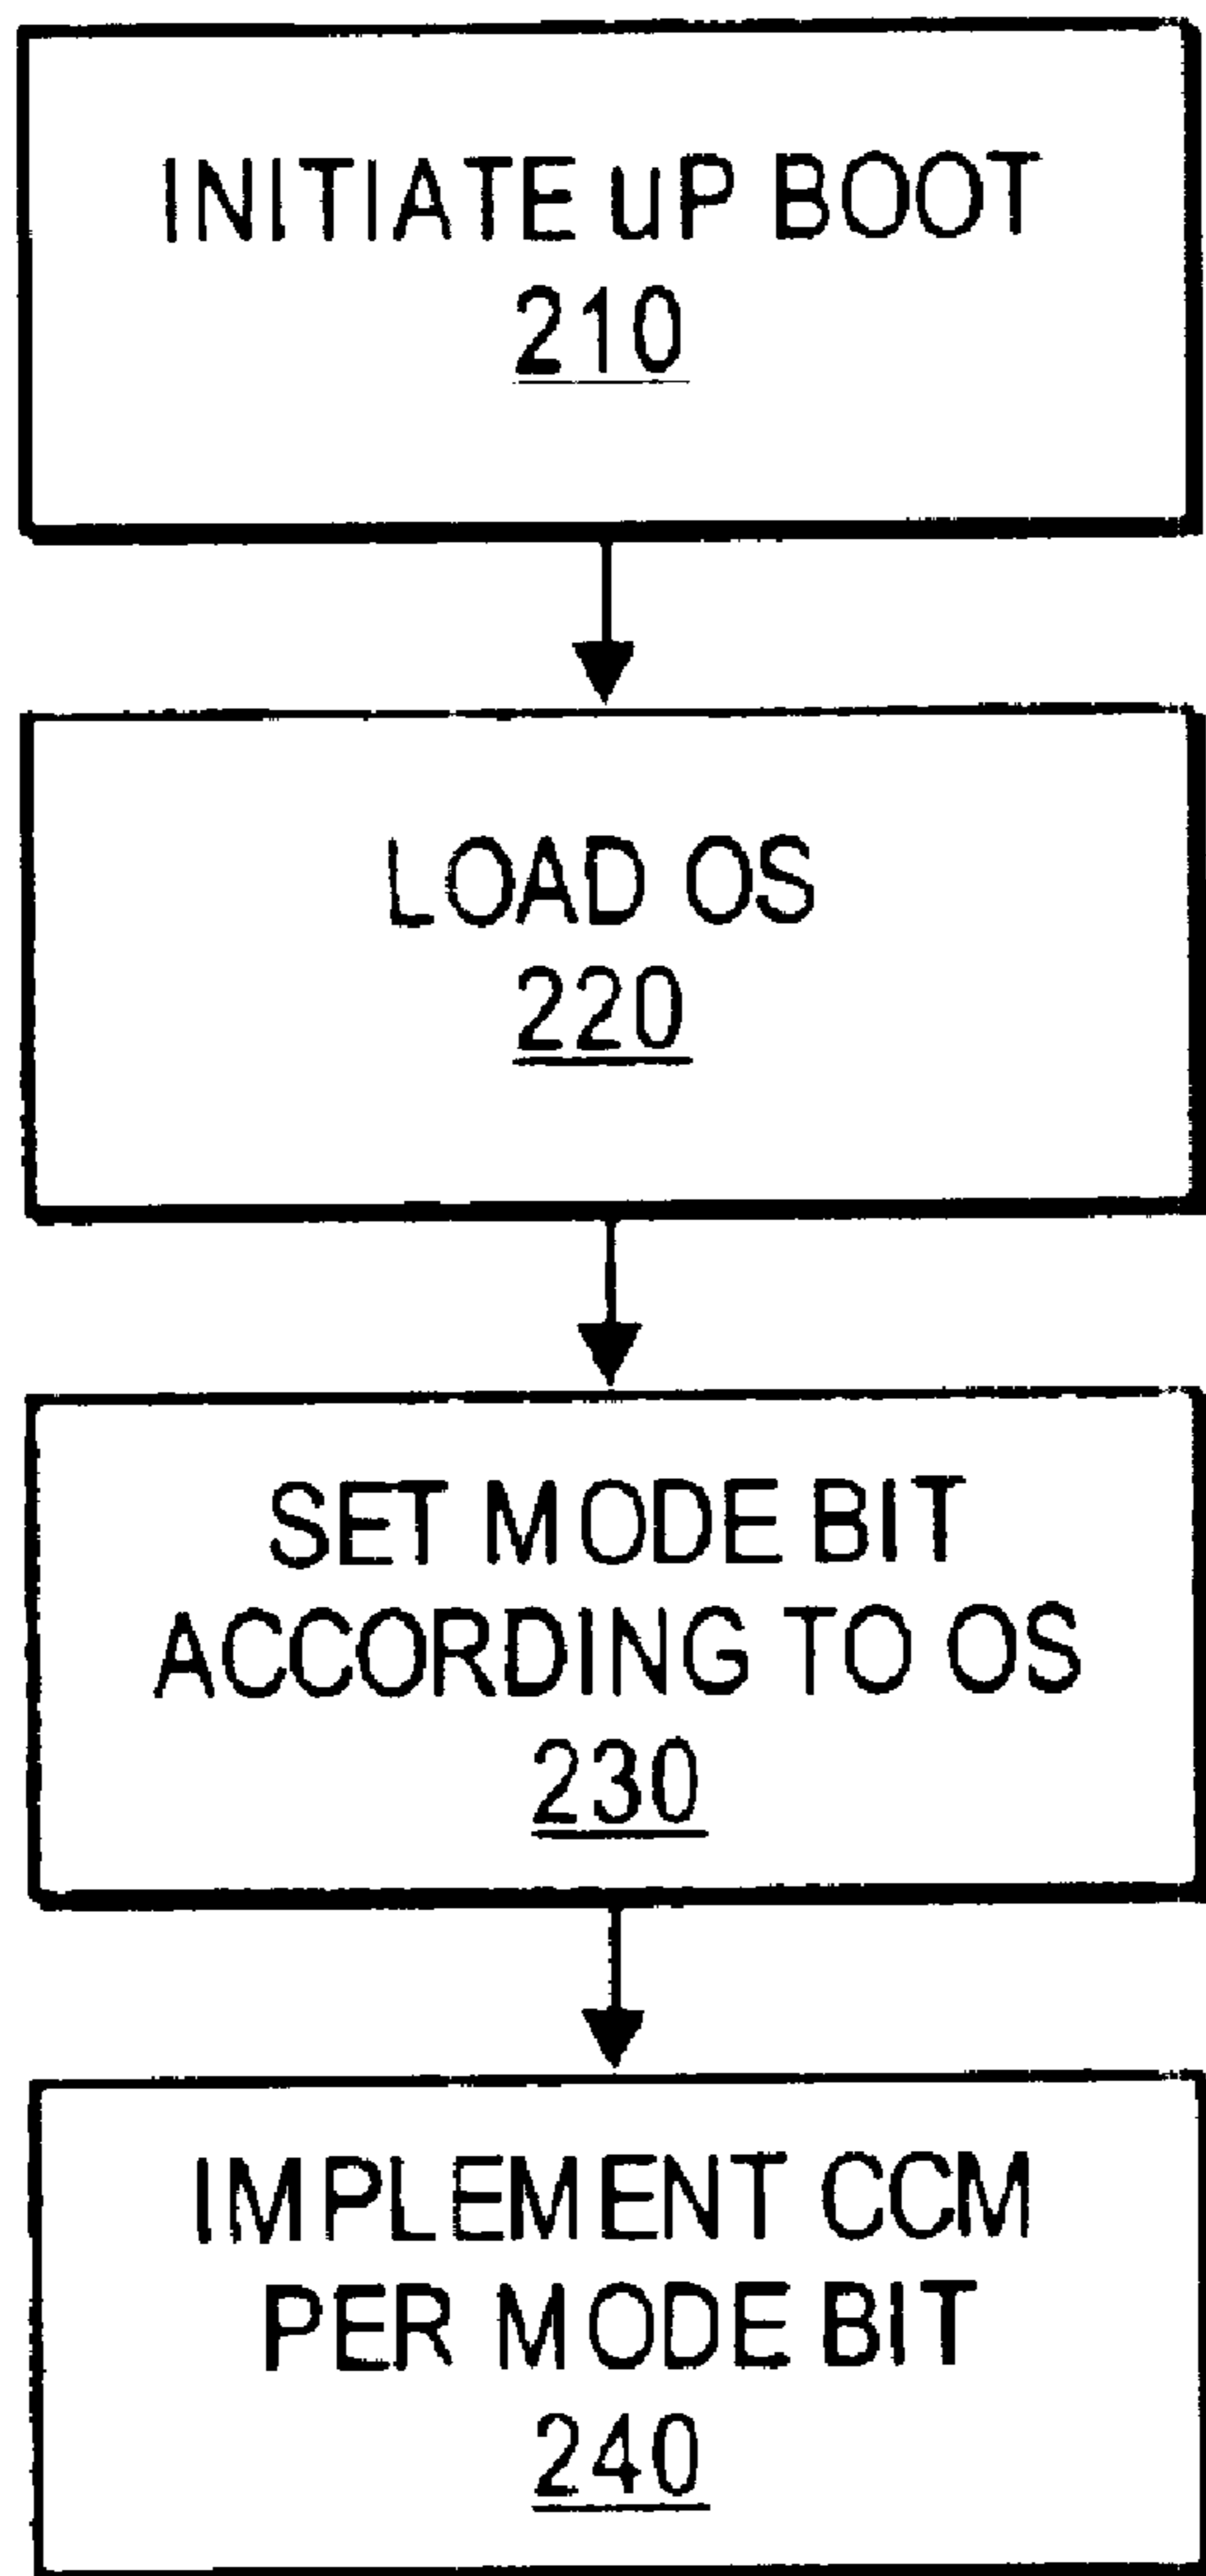 INITIATE uP BOOT
210
LOAD OS
220
SET MODE BIT
ACCORDING TO OS
230
IMPLEMENT CCM
PER MODE BIT
240